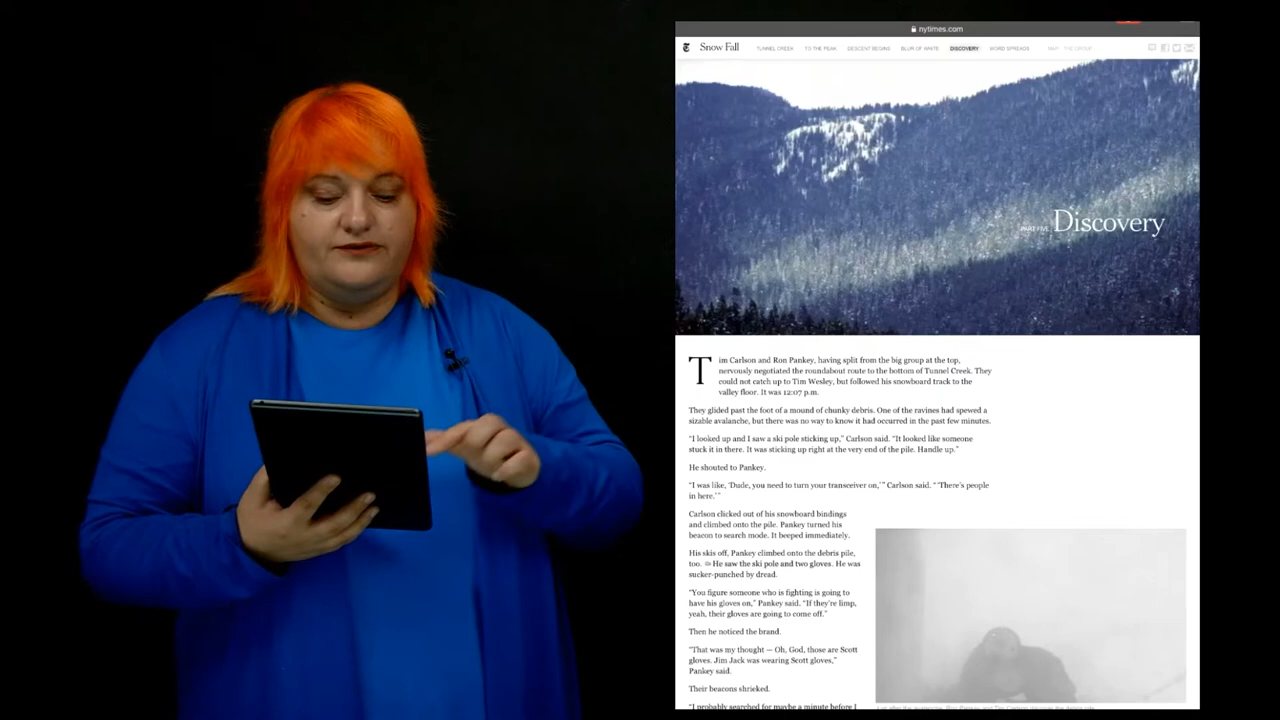 nytimes.com
Snow Fall TUNNEL CREEK TO THE PEAK DESCENT BEGINS BLUR OF WHITE DISCOVERY WORD SPREADS
PART FIVE Discovery
Tim Carlson and Ron Pankey, having split from the big group at the top,
nervously negotiated the roundabout route to the bottom of Tunnel Creek. They
could not catch up to Tim Wesley, but followed his snowboard track to the
valley floor. It was 12:07 p.m.
They glided past the foot of a mound of chunky debris. One of the ravines had spewed a
sizable avalanche, but there was no way to know it had occurred in the past few minutes.
“I looked up and I saw a ski pole sticking up,” Carlson said. “It looked like someone
stuck it in there. It was sticking up right at the very end of the pile. Handle up.”
He shouted to Pankey.
“I was like, ‘Dude, you need to turn your transceiver on,’” Carlson said. “‘There’s people
in here.’”
Carlson clicked out of his snowboard bindings
and climbed onto the pile. Pankey turned his
beacon to search mode. It beeped immediately.
His skis off, Pankey climbed onto the debris pile,
too. He saw the ski pole and two gloves. He was
sucker-punched by dread.
“You figure someone who is fighting is going to
have his gloves on,” Pankey said. “If they’re limp,
yeah, their gloves are going to come off.”
Then he noticed the brand.
“That was my thought — Oh, God, those are Scott
gloves. Jim Jack was wearing Scott gloves,”
Pankey said.
Their beacons shrieked.
“I probably searched for maybe a minute before I